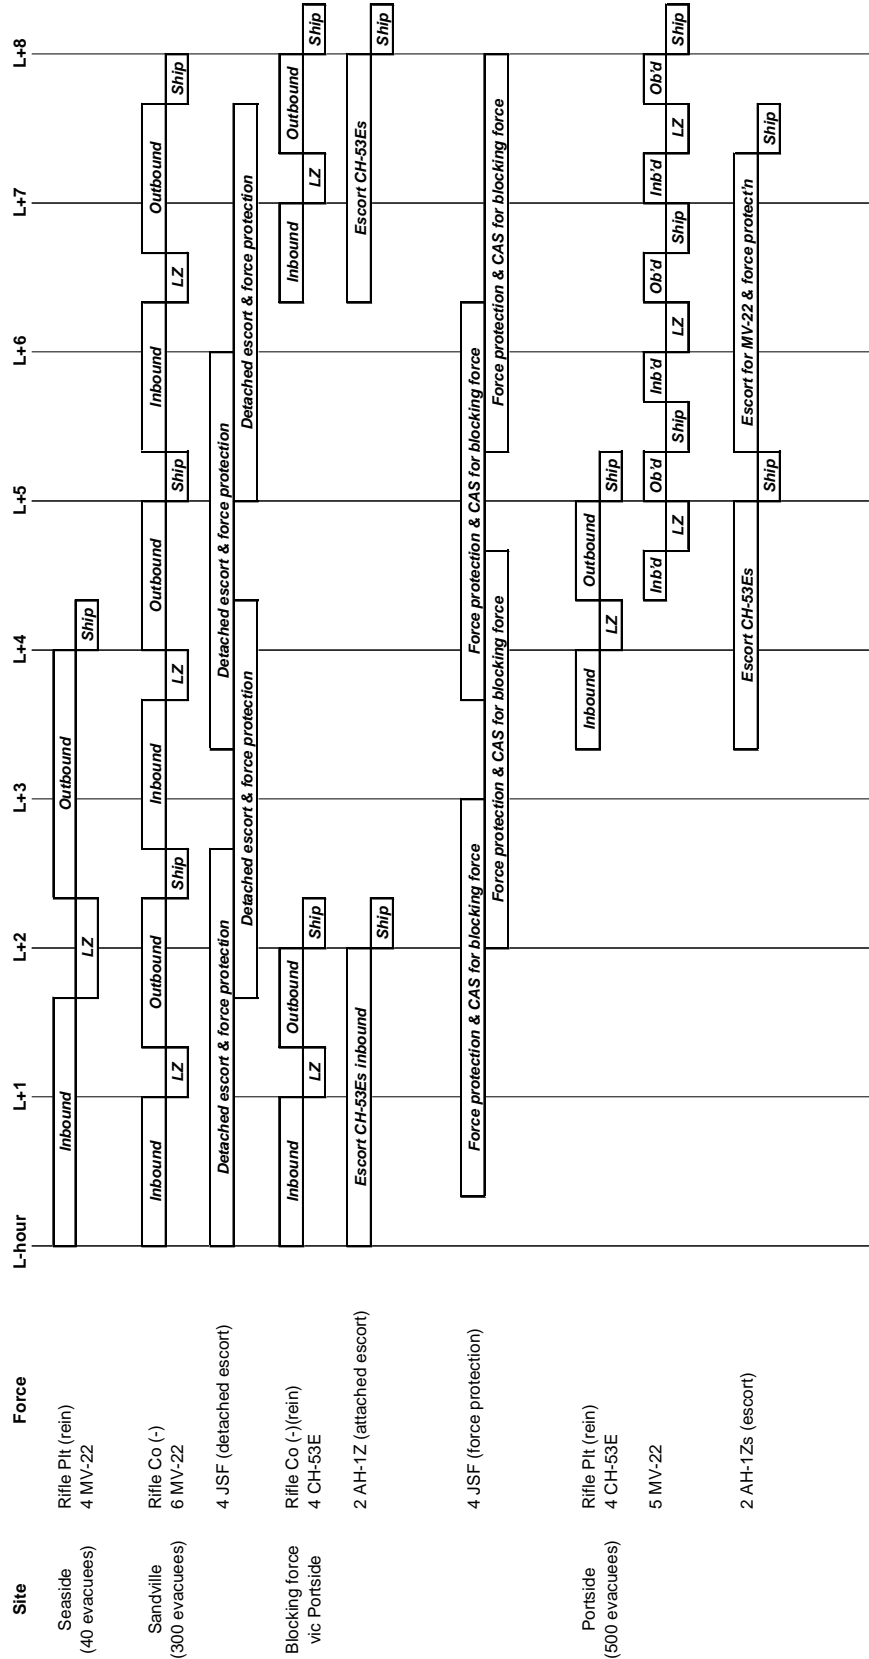 Site Force L-hour L+1 L+2 L+3 L+4 L+5 L+6 L+7 L+8
Seaside
(40 evacuees)
Rifle Plt (rein)
4 MV-22
Inbound
LZ
Outbound
Ship
Sandville
(300 evacuees)
Rifle Co (-)
6 MV-22
Inbound
LZ
Outbound
Ship
Inbound
LZ
Outbound
Ship
Inbound
LZ
Outbound
Ship
4 JSF (detached escort)
Detached escort & force protection
Detached escort & force protection
Detached escort & force protection
Detached escort & force protection
Blocking force
vic Portside
Rifle Co (-)(rein)
4 CH-53E
Inbound
LZ
Outbound
Ship
Inbound
LZ
Outbound
Ship
2 AH-1Z (attached escort)
Escort CH-53Es inbound
Ship
Escort CH-53Es
Ship
4 JSF (force protection)
Force protection & CAS for blocking force
Force protection & CAS for blocking force
Force protection & CAS for blocking force
Force protection & CAS for blocking force
Portside
(500 evacuees)
Rifle Plt (rein)
4 CH-53E
Inbound
LZ
Outbound
Ship
5 MV-22
Inb'd
LZ
Ob'd
Ship
Inb'd
LZ
Ob'd
Ship
Inb'd
LZ
Ob'd
Ship
2 AH-1Zs (escort)
Escort CH-53Es
Ship
Escort for MV-22 & force protect'n
Ship